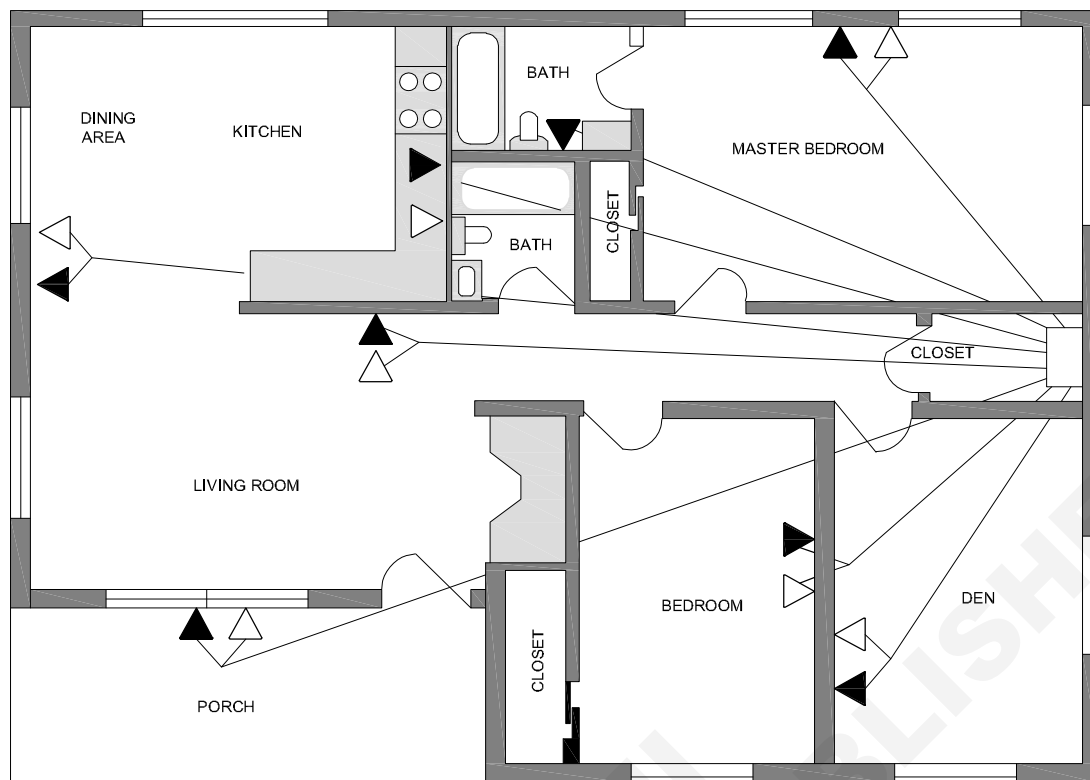 DINING
AREA
KITCHEN
BATH
MASTER BEDROOM
CLOSET
BATH
CLOSET
LIVING ROOM
BEDROOM
DEN
CLOSET
PORCH